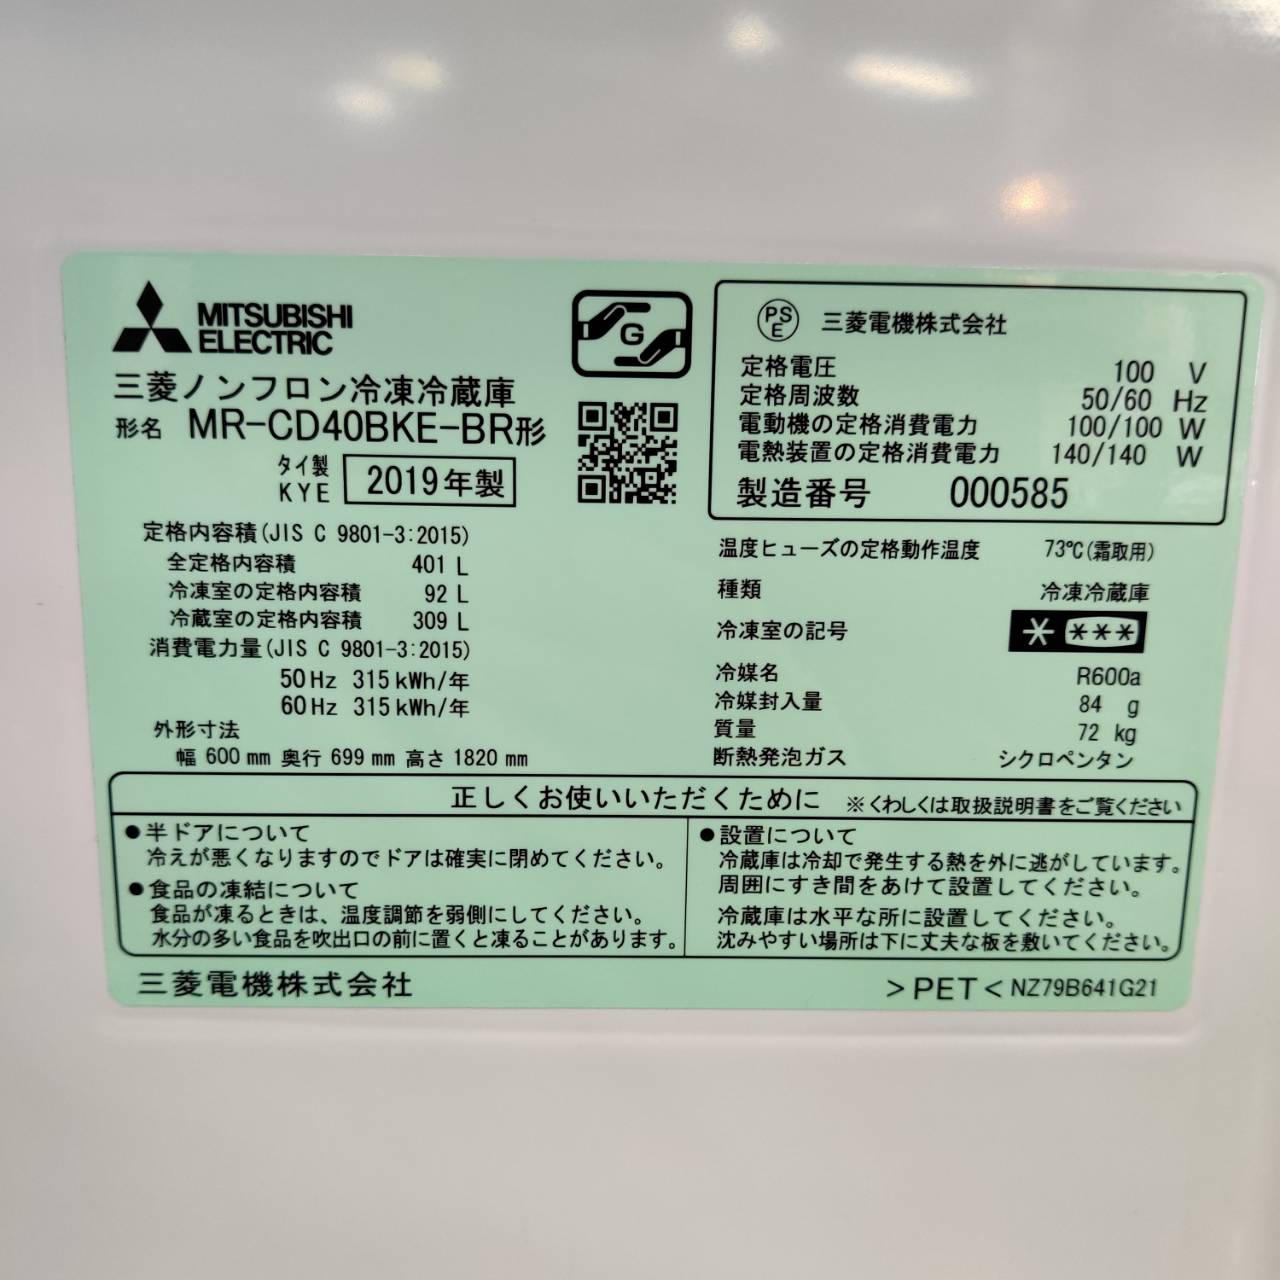 MITSUBISHI
ELECTRIC
三菱ノンフロン冷凍冷蔵庫
形名 MR-CD40BKE-BR形
タイ製
KYE 2019年製
G
定格内容積(JIS C 9801-3:2015)
全定格内容積 401 L
冷凍室の定格内容積 92 L
冷蔵室の定格内容積 309 L
消費電力量(JIS C 9801-3:2015)
50Hz 315kWh/年
60Hz 315kWh/年
外形寸法
幅 600 mm 奥行 699 mm 高さ 1820 mm
PSE 三菱電機株式会社
定格電圧 100 V
定格周波数 50/60 Hz
電動機の定格消費電力 100/100 W
電熱装置の定格消費電力 140/140 W
製造番号 000585
温度ヒューズの定格動作温度 73℃(霜取用)
種類 冷凍冷蔵庫
冷凍室の記号 * ***
冷媒名 R600a
冷媒封入量 84 g
質量 72 kg
断熱発泡ガス シクロペンタン
正しくお使いいただくために ※くわしくは取扱説明書をご覧ください
●半ドアについて
冷えが悪くなりますのでドアは確実に閉めてください。
●食品の凍結について
食品が凍るときは、温度調節を弱側にしてください。
水分の多い食品を吹出口の前に置くと凍ることがあります。
●設置について
冷蔵庫は冷却で発生する熱を外に逃がしています。
周囲にすき間をあけて設置してください。
冷蔵庫は水平な所に設置してください。
沈みやすい場所は下に丈夫な板を敷いてください。
三菱電機株式会社
>PET< NZ79B641G21